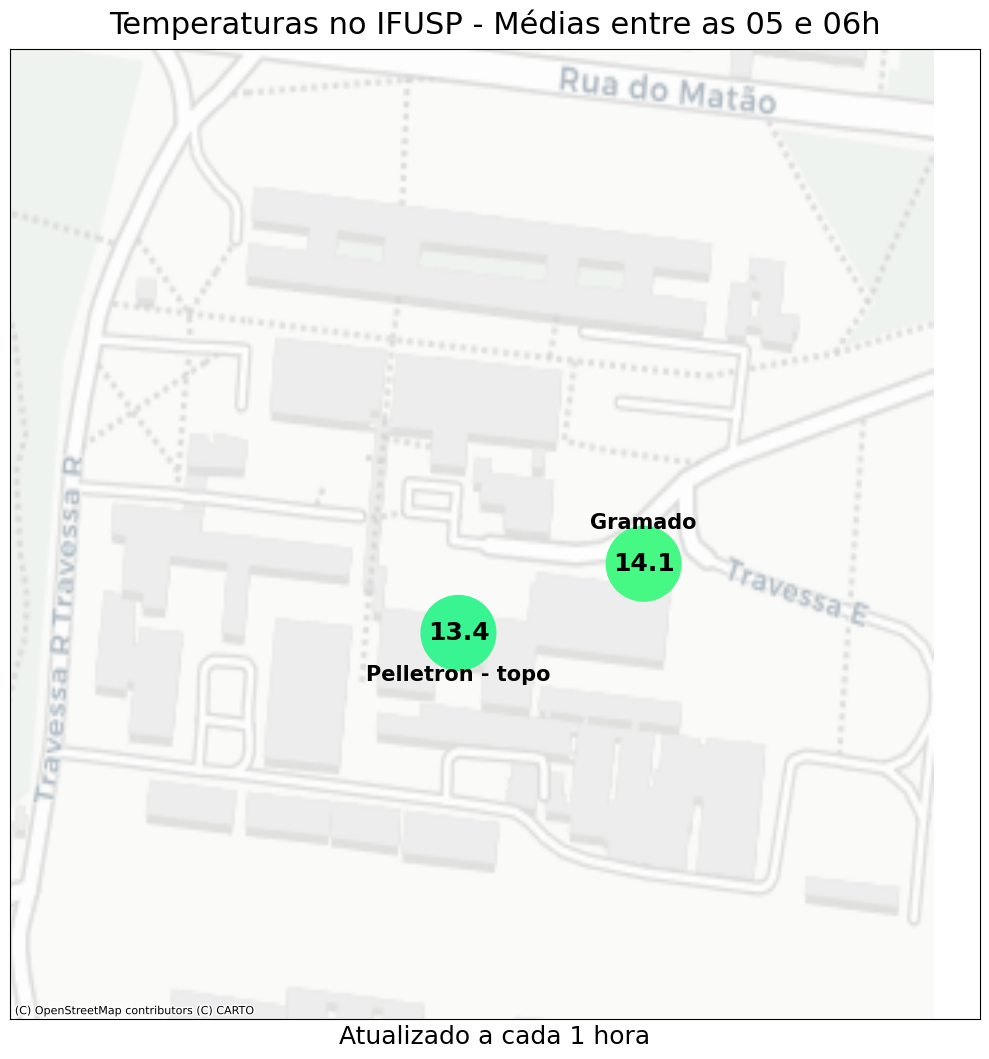 Temperaturas no IFUSP - Médias entre as 05 e 06h
Rua do Matão
Travessa R
Travessa R
Gramado
14.1
Travessa E
13.4
Pelletron - topo
(C) OpenStreetMap contributors (C) CARTO
Atualizado a cada 1 hora